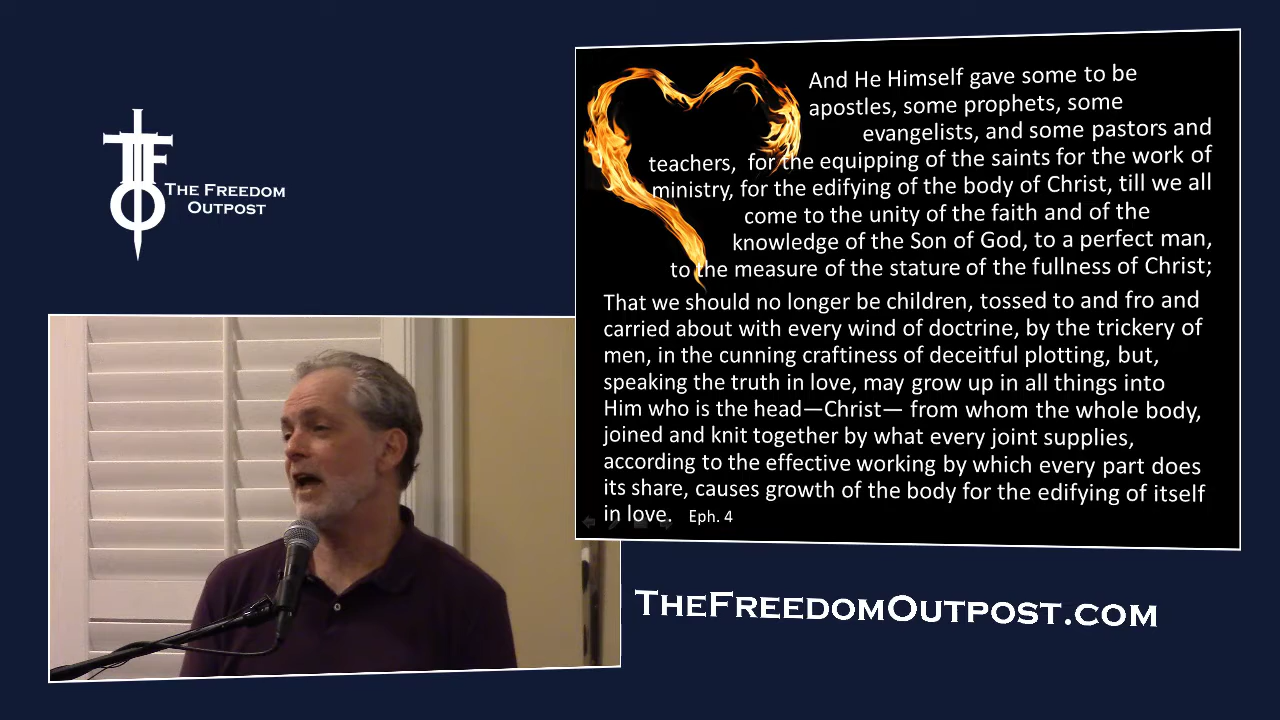 THE FREEDOM
OUTPOST
And He Himself gave some to be
apostles, some prophets, some
evangelists, and some pastors and
teachers, for the equipping of the saints for the work of
ministry, for the edifying of the body of Christ, till we all
come to the unity of the faith and of the
knowledge of the Son of God, to a perfect man,
to the measure of the stature of the fullness of Christ;
That we should no longer be children, tossed to and fro and
carried about with every wind of doctrine, by the trickery of
men, in the cunning craftiness of deceitful plotting, but,
speaking the truth in love, may grow up in all things into
Him who is the head—Christ— from whom the whole body,
joined and knit together by what every joint supplies,
according to the effective working by which every part does
its share, causes growth of the body for the edifying of itself
in love. Eph. 4
THEFREEDOMOUTPOST.COM